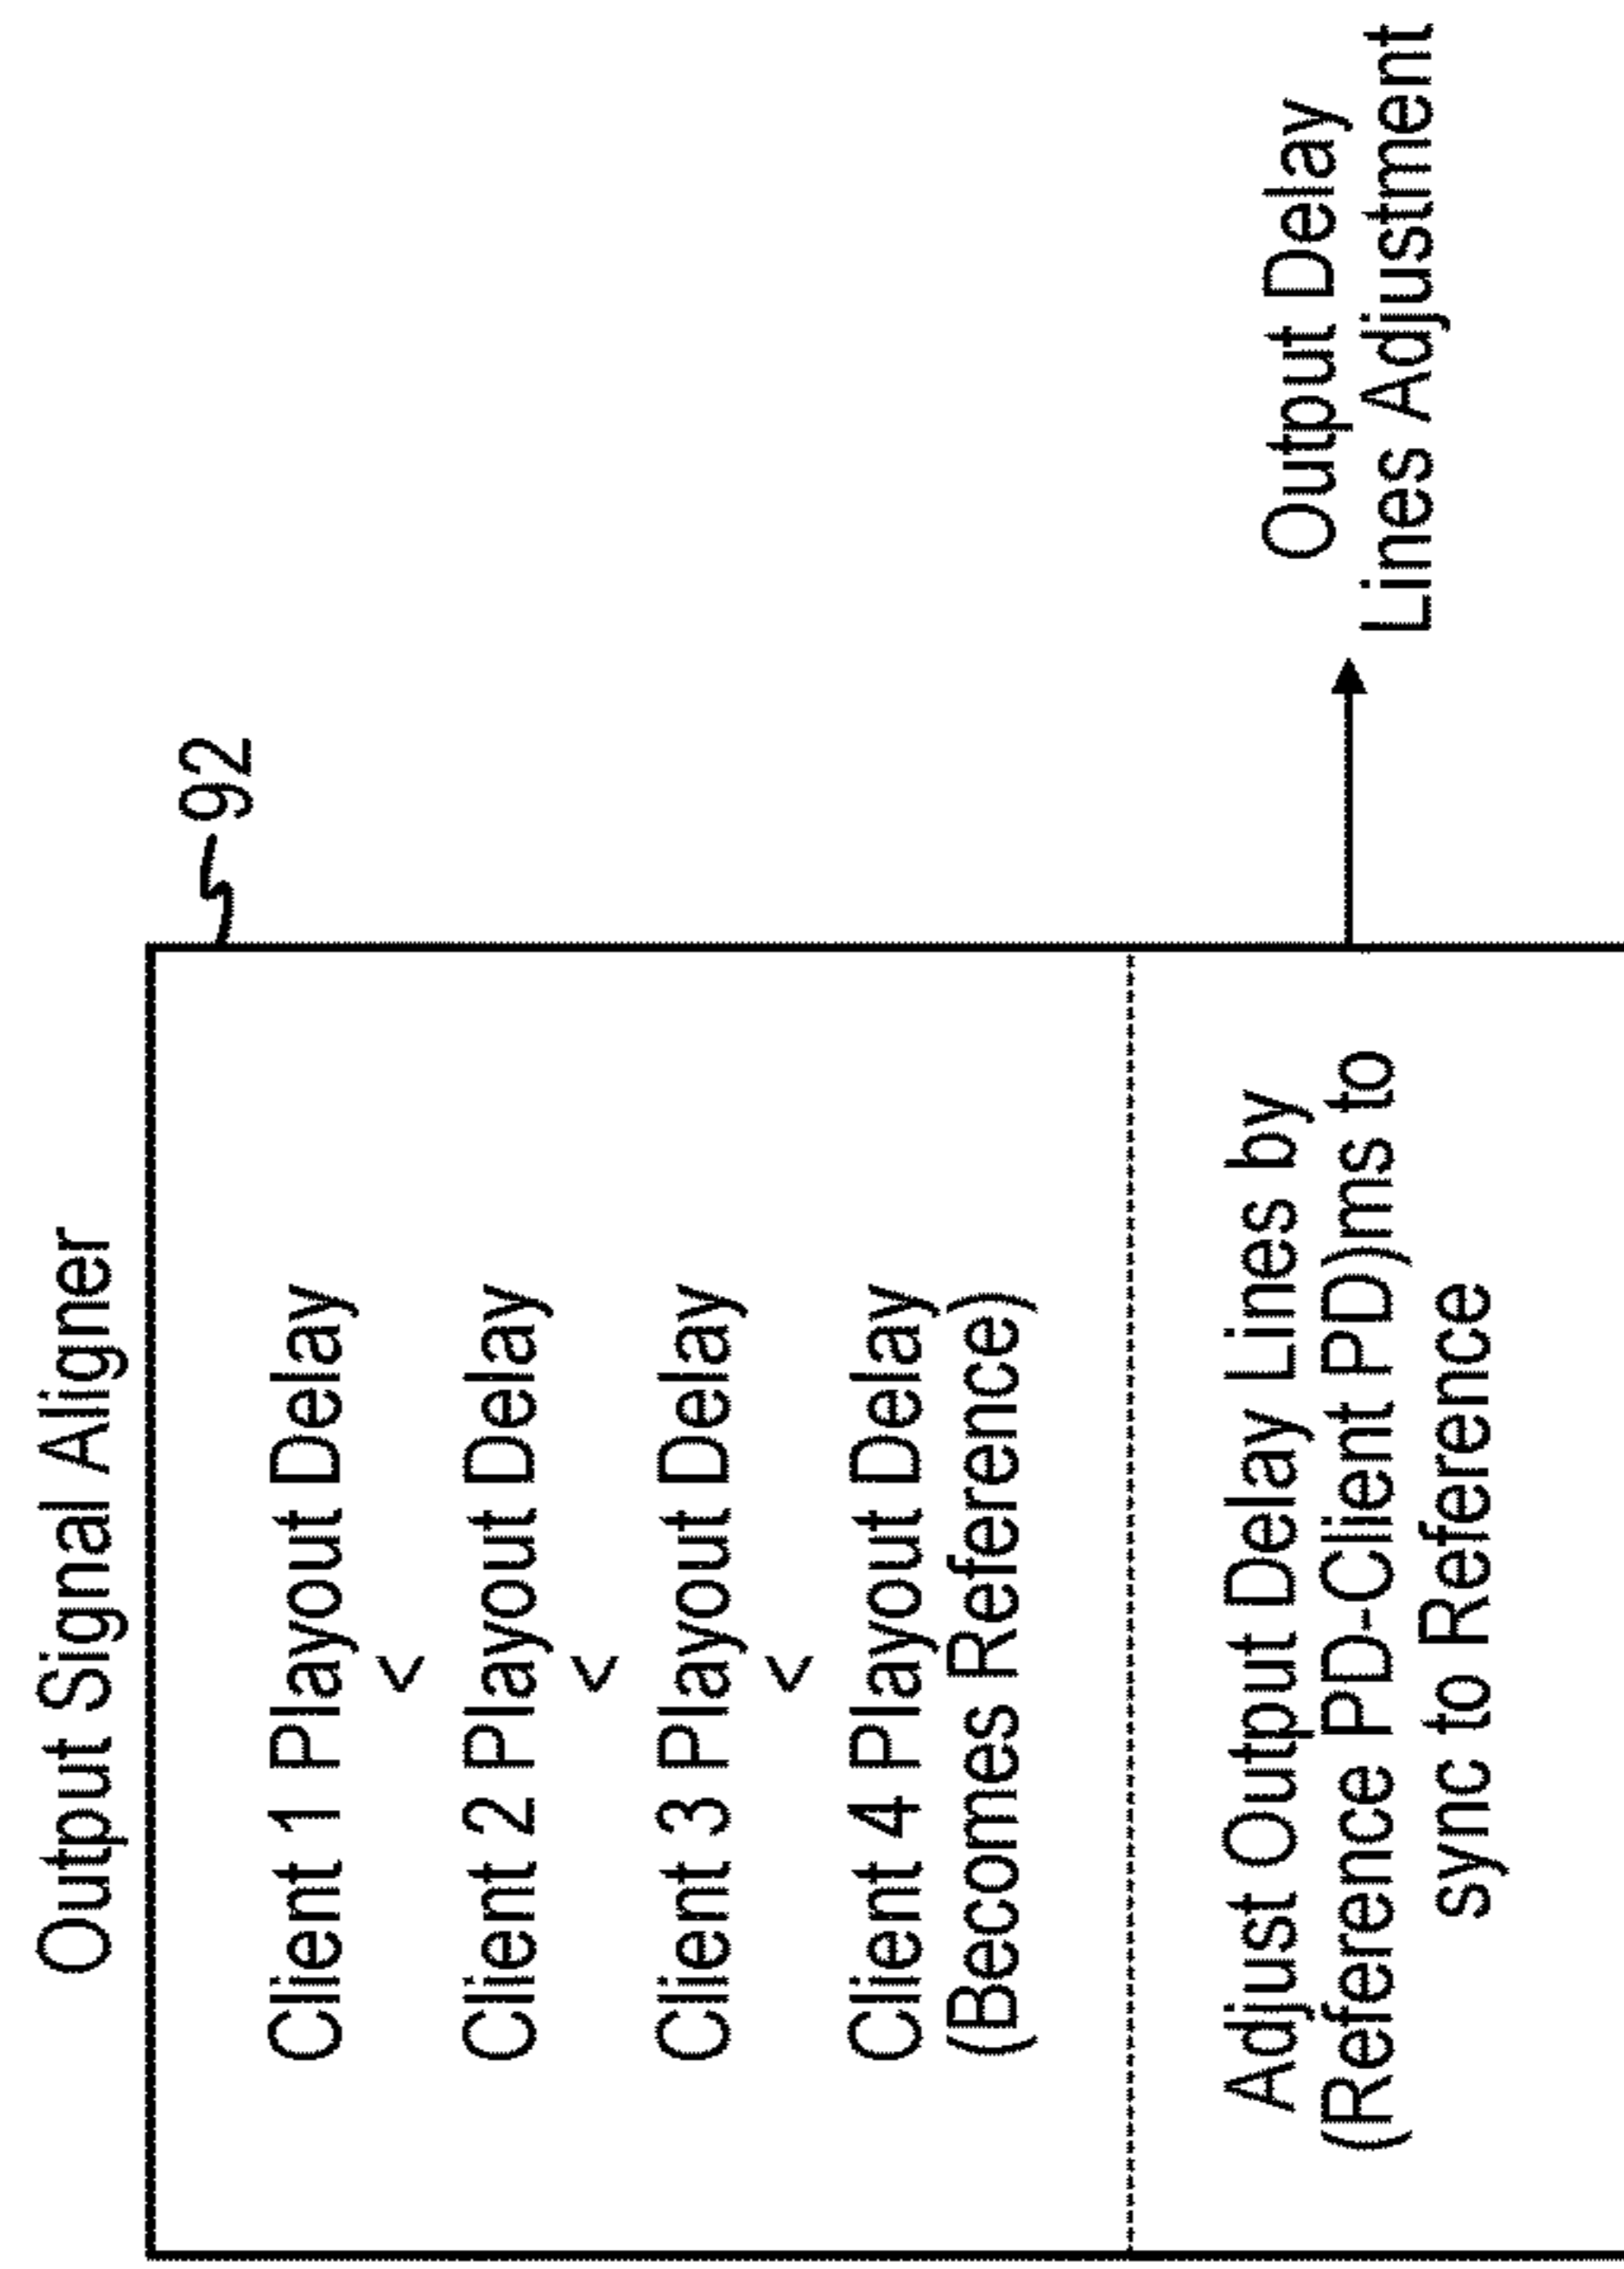 Output Signal Aligner
92
Client 1 Playout Delay
<
Client 2 Playout Delay
<
Client 3 Playout Delay
<
Client 4 Playout Delay
(Becomes Reference)
Adjust Output Delay Lines by
(Reference PD-Client PD)ms to
sync to Reference
Output Delay
Lines Adjustment